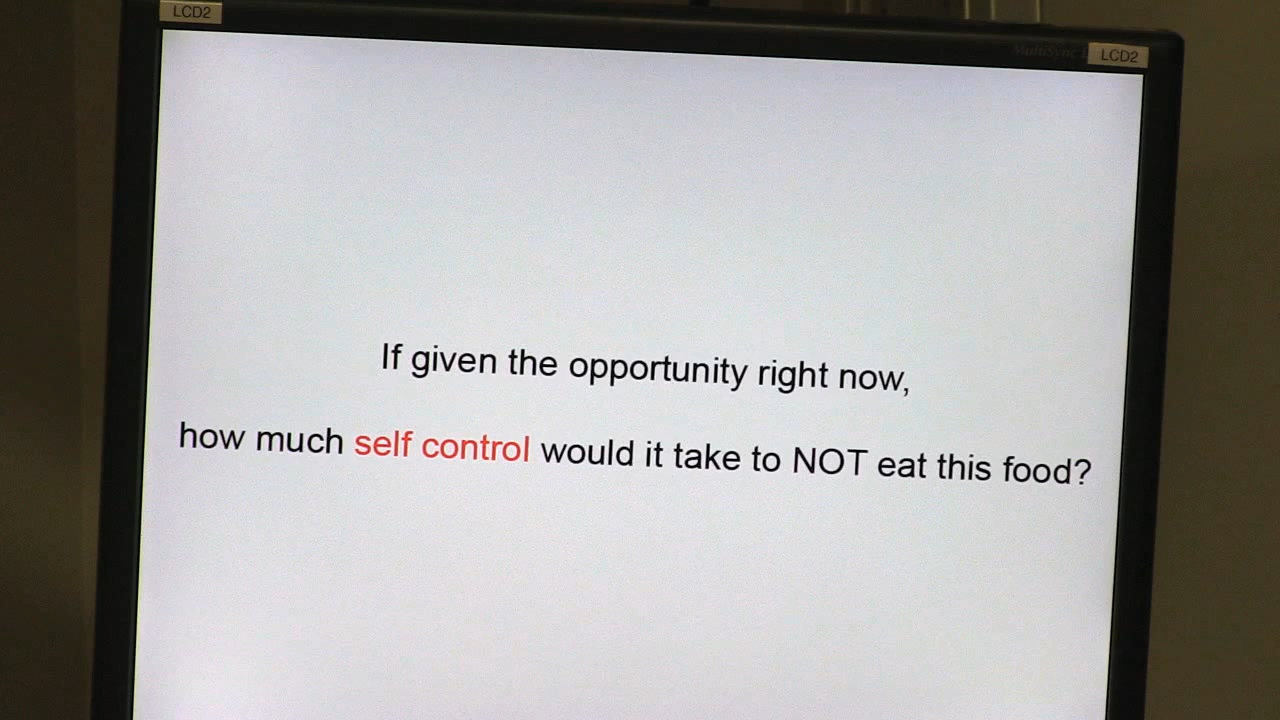 LCD2
LCD2
If given the opportunity right now,
how much self control would it take to NOT eat this food?